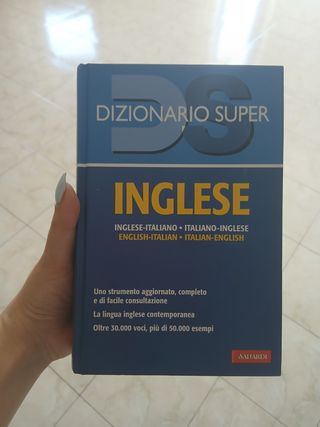 DS
DIZIONARIO SUPER
INGLESE
INGLESE-ITALIANO • ITALIANO-INGLESE
ENGLISH-ITALIAN • ITALIAN-ENGLISH
Uno strumento aggiornato, completo
e di facile consultazione
La lingua inglese contemporanea
Oltre 30.000 voci, più di 50.000 esempi
A.VALLARDI